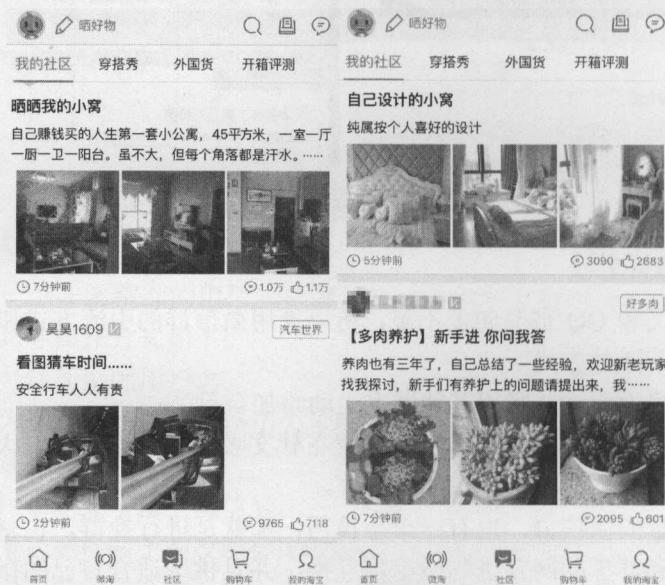 晒好物
我的社区 穿搭秀 外国货 开箱评测
晒晒我的小窝
自己赚钱买的人生第一套小公寓，45平方米，一室一厅
一厨一卫一阳台。虽不大，但每个角落都是汗水。……
7分钟前 1.0万 1.1万
昊昊1609 汽车世界
看图猜车时间……
安全行车人人有责
2分钟前 9765 7118
首页 微淘 社区 购物车 我的淘宝
晒好物
我的社区 穿搭秀 外国货 开箱评测
自己设计的小窝
纯属按个人喜好的设计
5分钟前 3090 2683
好多肉
【多肉养护】新手进 你问我答
养肉也有三年了，自己总结了一些经验，欢迎新老玩家
找我探讨，新手们有养护上的问题请提出来，我……
7分钟前 2095 601
首页 微淘 社区 购物车 我的淘宝